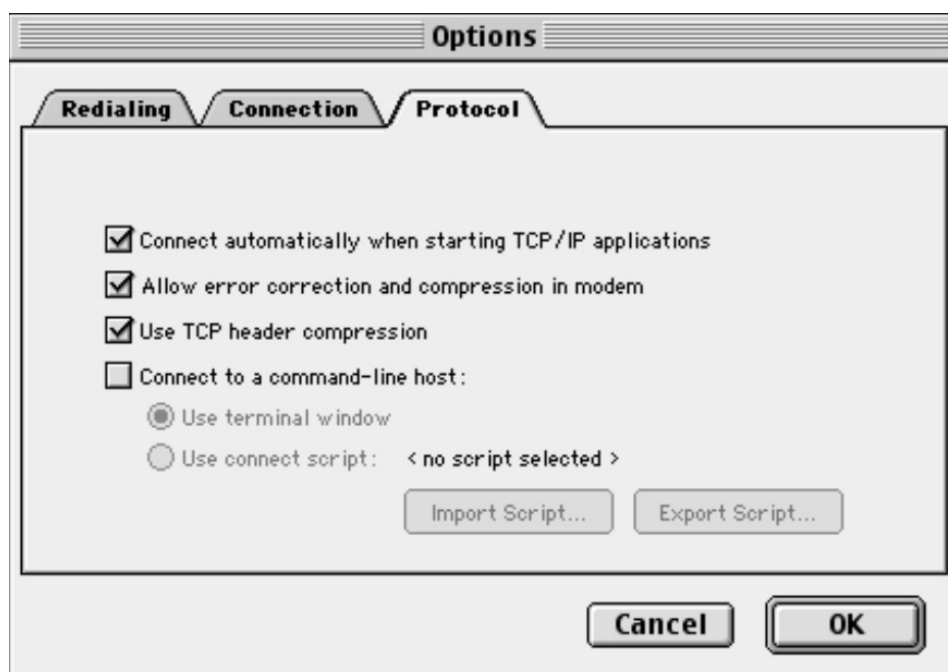 Options
Redialing Connection Protocol
Connect automatically when starting TCP/IP applications
Allow error correction and compression in modem
Use TCP header compression
Connect to a command-line host:
Use terminal window
Use connect script: < no script selected >
Import Script... Export Script...
Cancel OK